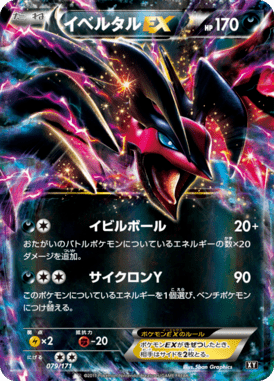 たね
イベルタルEX HP170
イビルボール 20+
おたがいのバトルポケモンについているエネルギーの数×20
ダメージを追加。
サイクロンY 90
このポケモンについているエネルギーを1個選び、ベンチポケモン
につけ替える。
弱点 抵抗力
×2 -20
にげる
ポケモンEXのルール
ポケモンEXがきぜつしたとき、
相手はサイドを2枚とる。
079/171
Illus. 5ban Graphics
XY